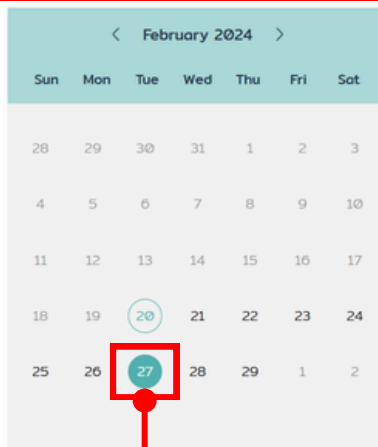 < February 2024 >
Sun Mon Tue Wed Thu Fri Sat
28 29 30 31 1 2 3
4 5 6 7 8 9 10
11 12 13 14 15 16 17
18 19 20 21 22 23 24
25 26 27 28 29 1 2